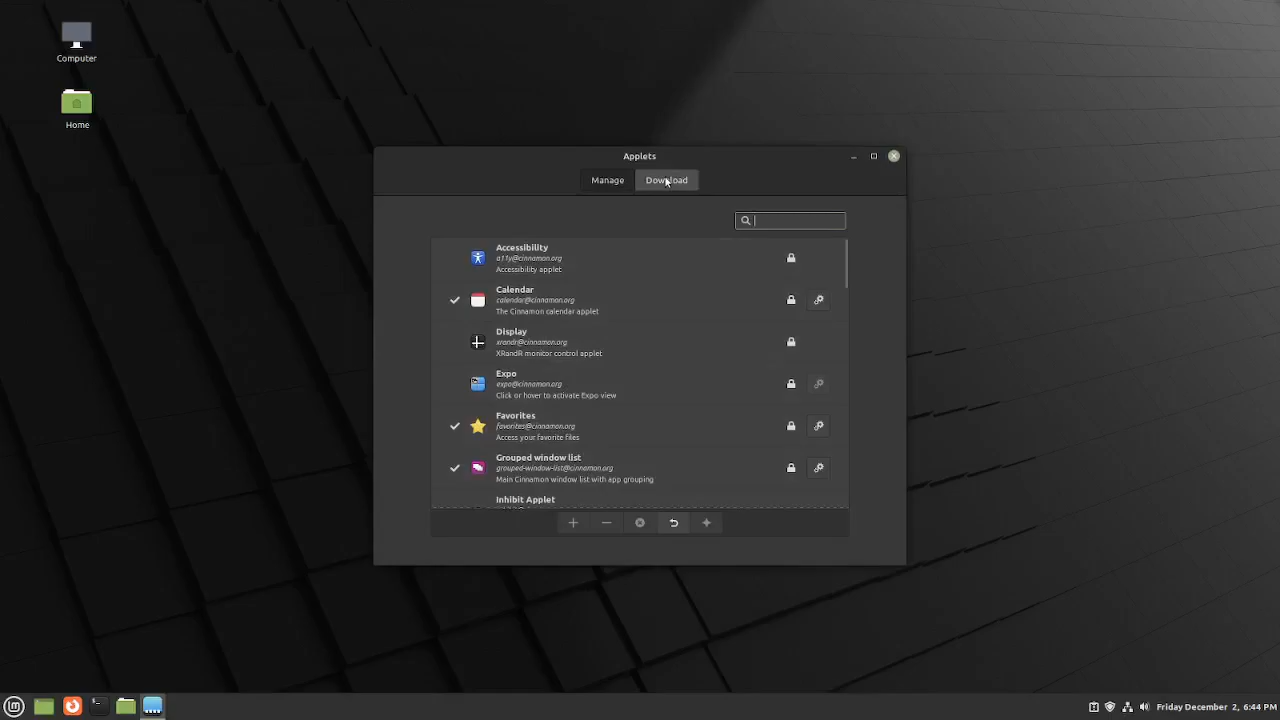 Computer
Home
Applets
Manage
Download
Accessibility
a11y@cinnamon.org
Accessibility applet
Calendar
calendar@cinnamon.org
The Cinnamon calendar applet
Display
xrandr@cinnamon.org
XRandR monitor control applet
Expo
expo@cinnamon.org
Click or hover to activate Expo view
Favorites
favorites@cinnamon.org
Access your favorite files
Grouped window list
grouped-window-list@cinnamon.org
Main Cinnamon window list with app grouping
Inhibit Applet
Friday December 2, 6:44 PM